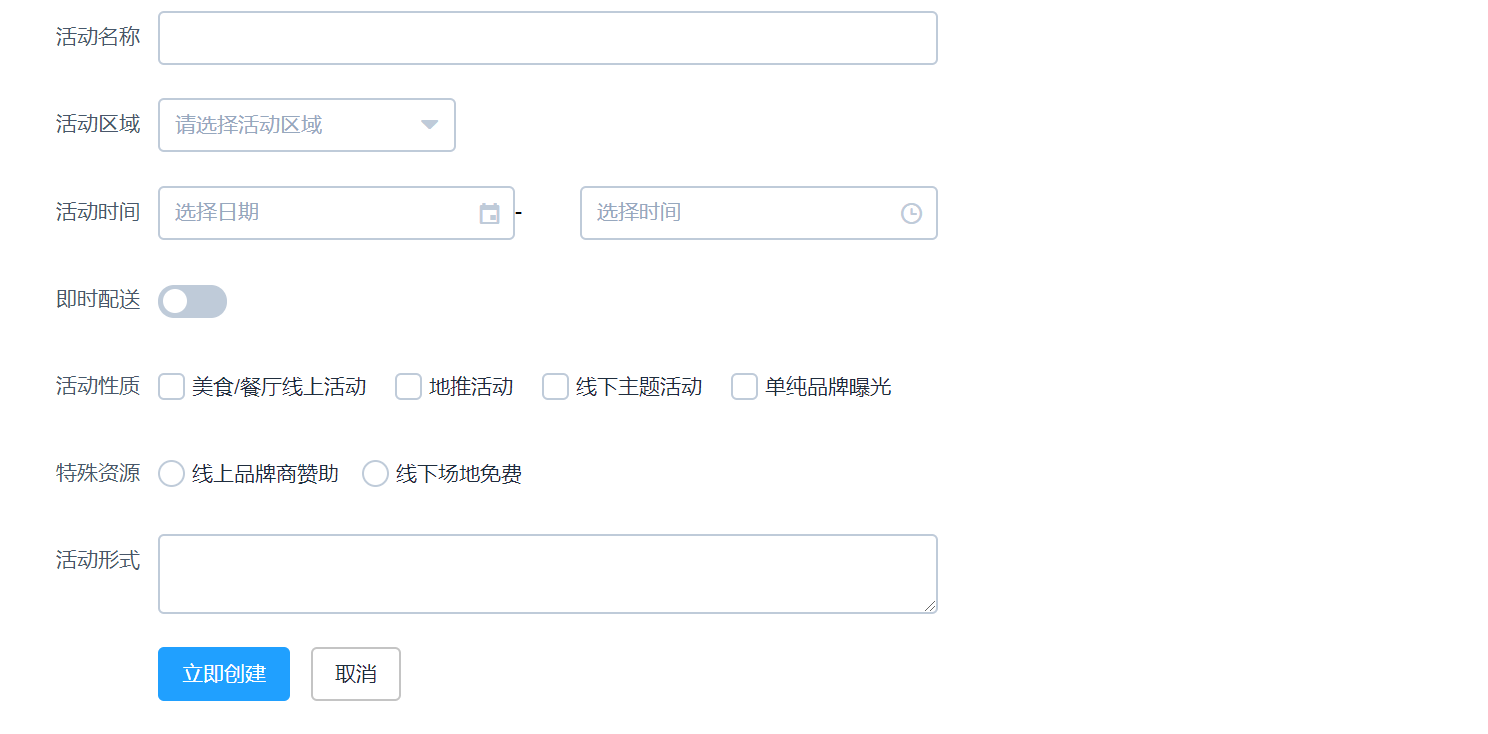 活动名称
活动区域 请选择活动区域
活动时间 选择日期 - 选择时间
即时配送
活动性质 美食/餐厅线上活动 地推活动 线下主题活动 单纯品牌曝光
特殊资源 线上品牌商赞助 线下场地免费
活动形式
立即创建 取消